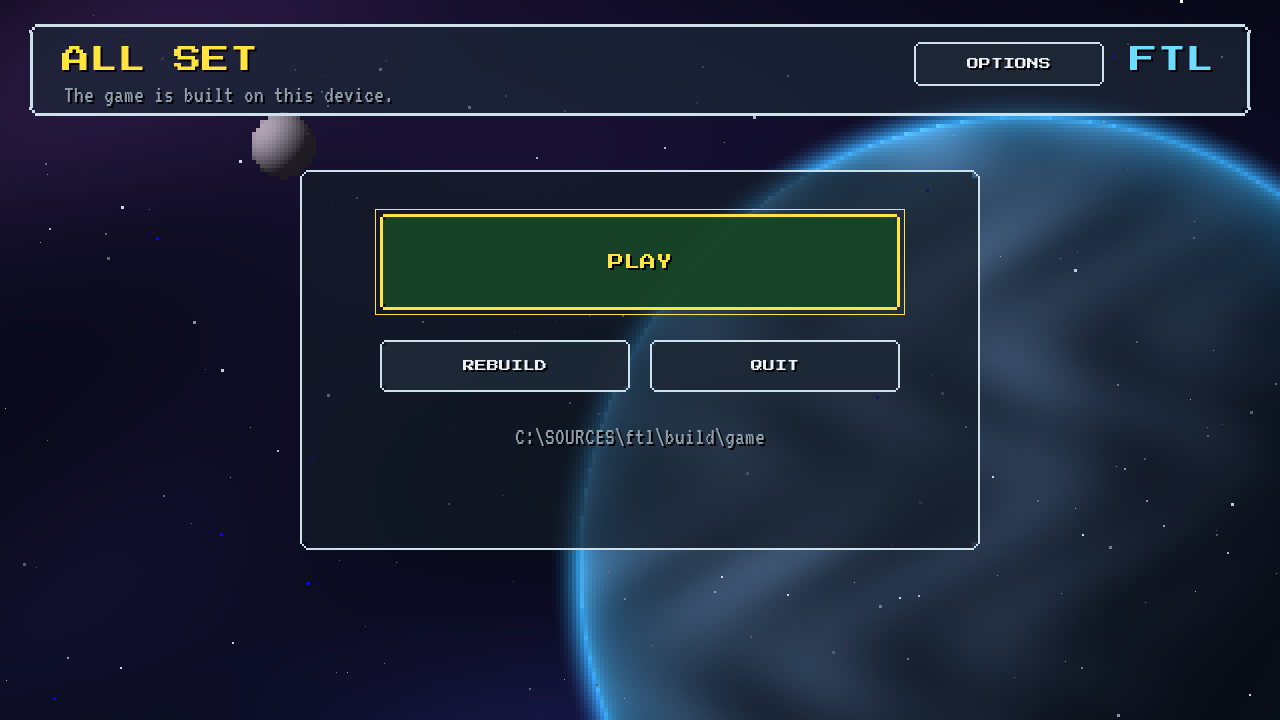 ALL SET
The game is built on this device.
OPTIONS
FTL
PLAY
REBUILD
QUIT
C:\SOURCES\ftl\build\game